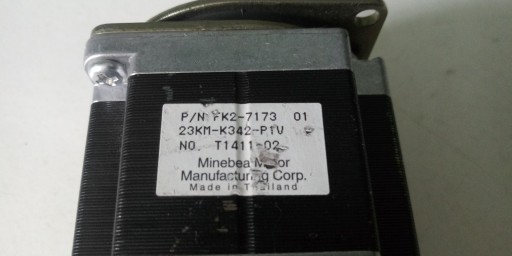 P/N FK2-7173 01
23KM-K342-P1V
NO. T1411-02
Minebea Motor
Manufacturing Corp.
Made in Thailand